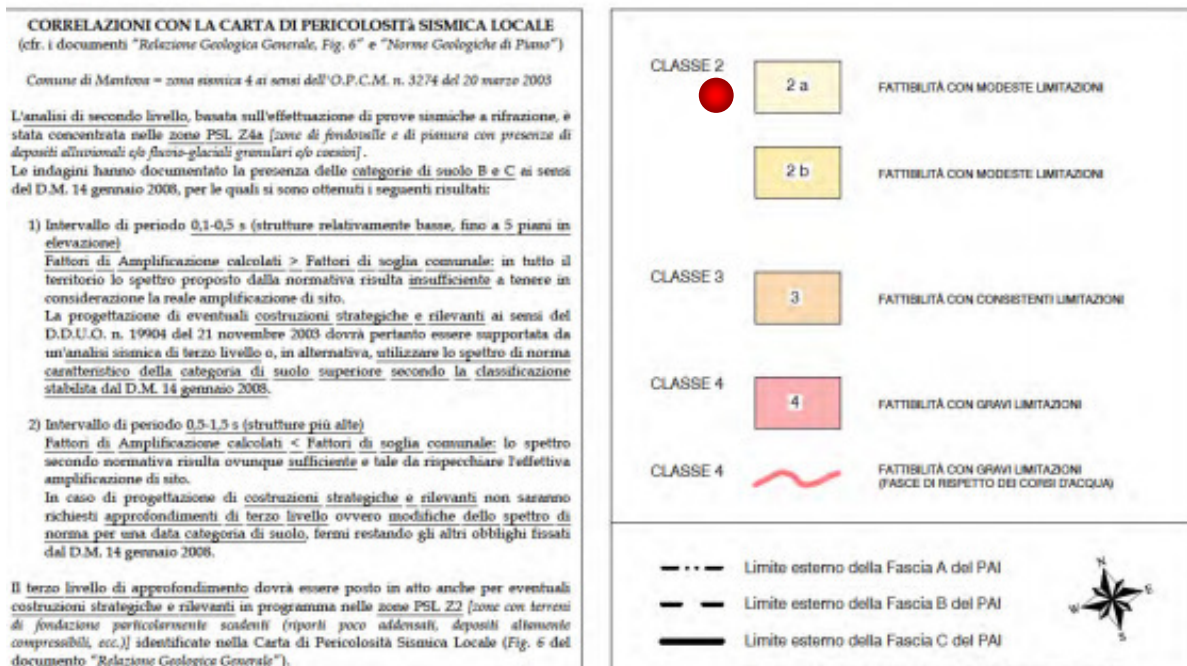 CORRELAZIONI CON LA CARTA DI PERICOLOSITà SISMICA LOCALE
(cfr. i documenti "Relazione Geologica Generale, Fig. 6" e "Norme Geologiche di Piano")
Comune di Mantova = zona sismica 4 ai sensi dell'O.P.C.M. n. 3274 del 20 marzo 2003
L'analisi di secondo livello, basata sull'effettuazione di prove sismiche a rifrazione, è
stata concentrata nelle zone PSL Z4a [zone di fondovalle e di pianura con presenza di
depositi alluvionali e/o fluvio-glaciali granulari e/o coesivi].
Le indagini hanno documentato la presenza delle categorie di suolo B e C ai sensi
del D.M. 14 gennaio 2008, per le quali si sono ottenuti i seguenti risultati:
1) Intervallo di periodo 0,1-0,5 s (strutture relativamente basse, fino a 5 piani in
elevazione)
Fattori di Amplificazione calcolati > Fattori di soglia comunale: in tutto il
territorio lo spettro proposto dalla normativa risulta insufficiente a tenere in
considerazione la reale amplificazione di sito.
La progettazione di eventuali costruzioni strategiche e rilevanti ai sensi del
D.D.U.O. n. 19904 del 21 novembre 2003 dovrà pertanto essere supportata da
un'analisi sismica di terzo livello o, in alternativa, utilizzare lo spettro di norma
caratteristico della categoria di suolo superiore secondo la classificazione
stabilita dal D.M. 14 gennaio 2008.
2) Intervallo di periodo 0,5-1,5 s (strutture più alte)
Fattori di Amplificazione calcolati < Fattori di soglia comunale: lo spettro
secondo normativa risulta ovunque sufficiente e tale da rispecchiare l'effettiva
amplificazione di sito.
In caso di progettazione di costruzioni strategiche e rilevanti non saranno
richiesti approfondimenti di terzo livello ovvero modifiche dello spettro di
norma per una data categoria di suolo, fermi restando gli altri obblighi fissati
dal D.M. 14 gennaio 2008.
Il terzo livello di approfondimento dovrà essere posto in atto anche per eventuali
costruzioni strategiche e rilevanti in programma nelle zone PSL Z2 [zone con terreni
di fondazione particolarmente scadenti (riporti poco addensati, depositi altamente
compressibili, ecc.)] identificate nella Carta di Pericolosità Sismica Locale (Fig. 6 del
documento "Relazione Geologica Generale").
CLASSE 2
2 a
FATTIBILITÀ CON MODESTE LIMITAZIONI
2 b
FATTIBILITÀ CON MODESTE LIMITAZIONI
CLASSE 3
3
FATTIBILITÀ CON CONSISTENTI LIMITAZIONI
CLASSE 4
4
FATTIBILITÀ CON GRAVI LIMITAZIONI
CLASSE 4
FATTIBILITÀ CON GRAVI LIMITAZIONI
(FASCE DI RISPETTO DEI CORSI D'ACQUA)
Limite esterno della Fascia A del PAI
Limite esterno della Fascia B del PAI
Limite esterno della Fascia C del PAI
N
E
W
S